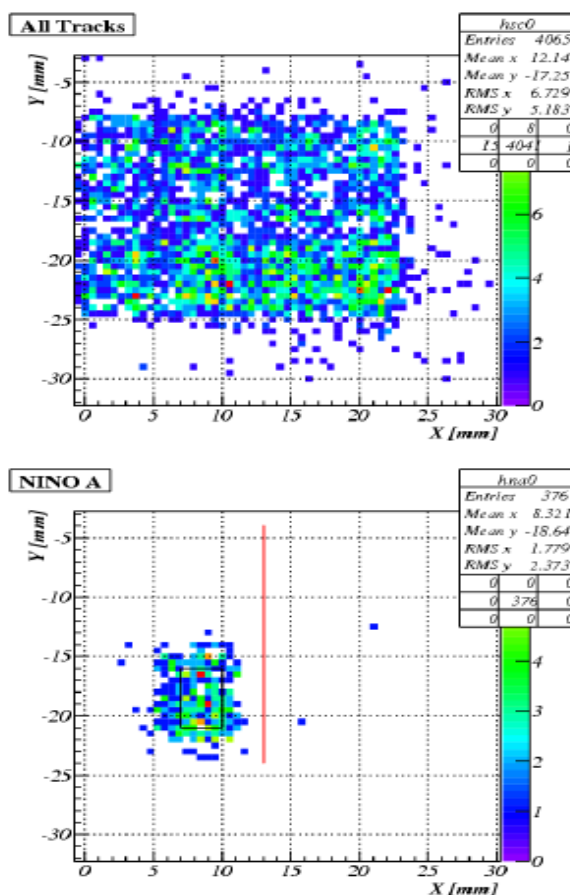 All Tracks
hsc0
Entries 4065
Mean x 12.14
Mean y -17.25
RMS x 6.729
RMS y 5.183
0 8 0
15 4041 1
0 0 0
Y [mm]
-5
-10
-15
-20
-25
-30
0 5 10 15 20 25 30
X [mm]
6
4
2
0
NINO A
hna0
Entries 376
Mean x 8.321
Mean y -18.64
RMS x 1.779
RMS y 2.373
0 0 0
0 376 0
0 0 0
Y [mm]
-5
-10
-15
-20
-25
-30
0 5 10 15 20 25 30
X [mm]
4
3
2
1
0